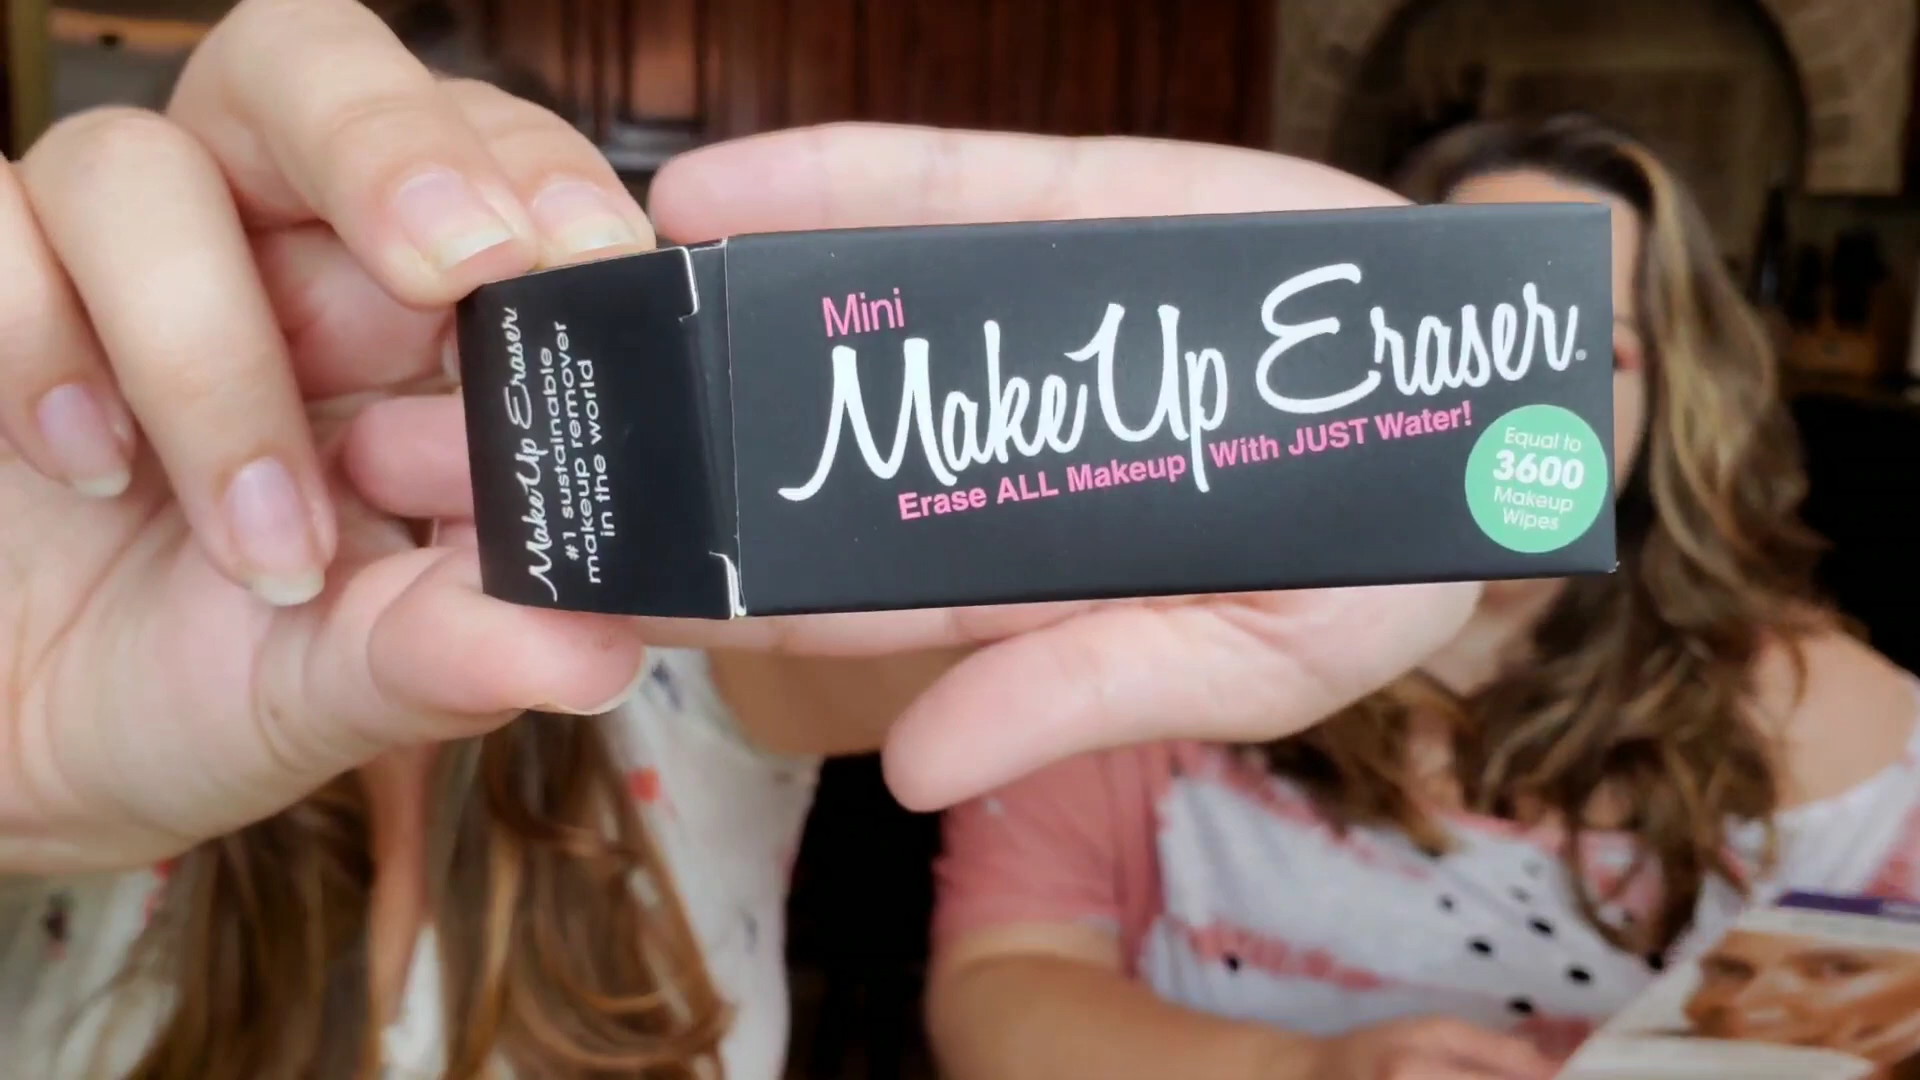 MakeUp Eraser
#1 sustainable
makeup remover
in the world
Mini
MakeUp Eraser®
Erase ALL Makeup With JUST Water!
Equal to
3600
Makeup
Wipes